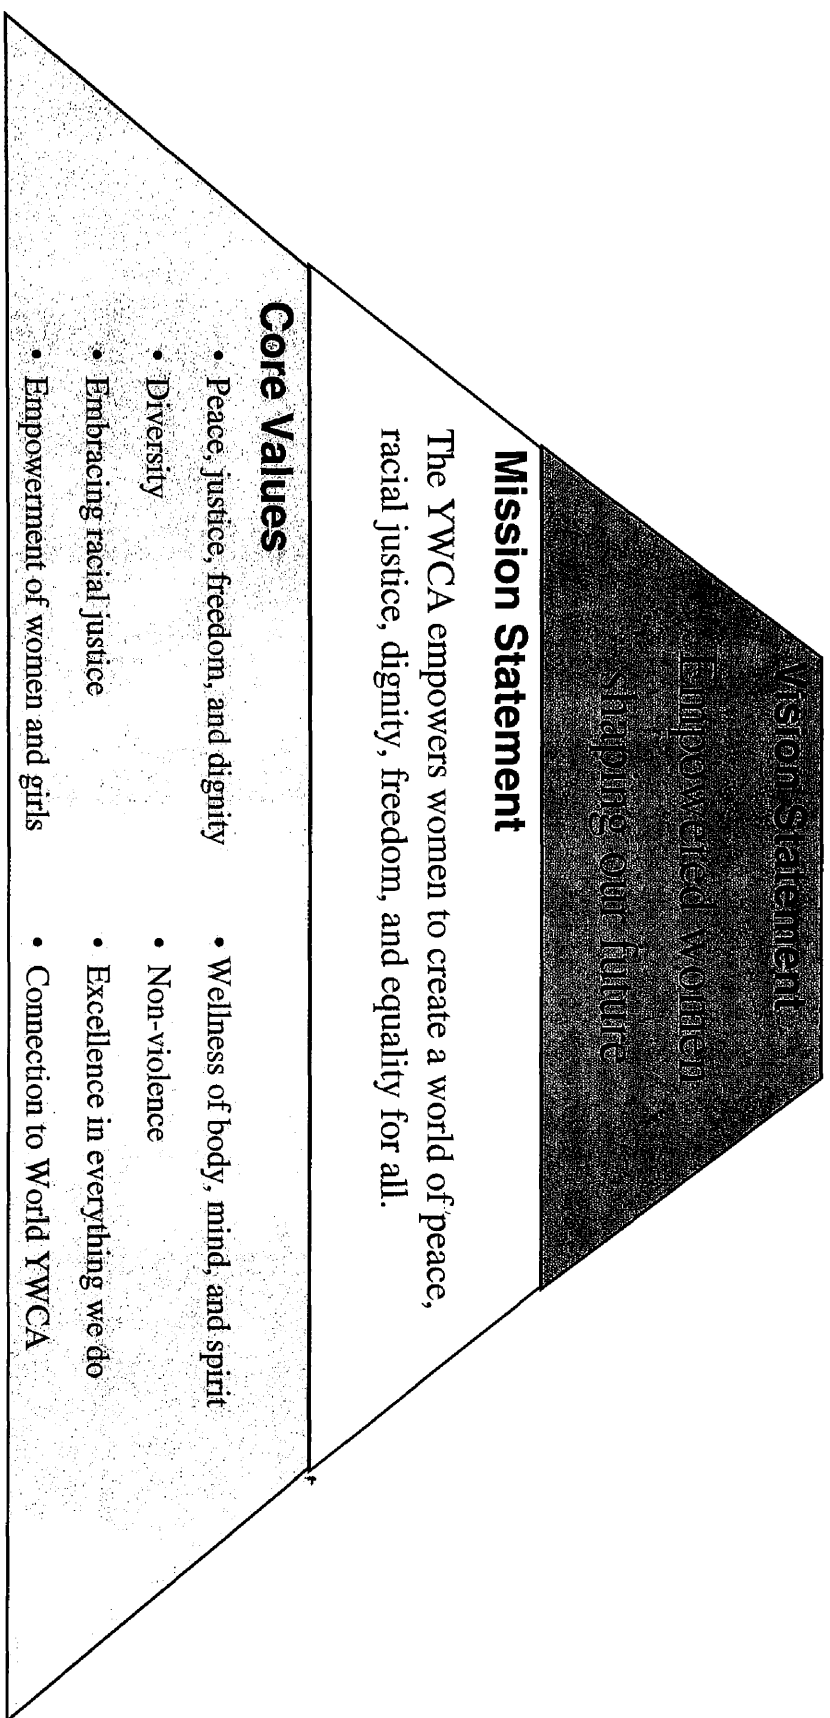 Vision Statement
Empowered women
shaping our future
Mission Statement
The YWCA empowers women to create a world of peace,
racial justice, dignity, freedom, and equality for all.
Core Values
• Peace, justice, freedom, and dignity
• Diversity
• Embracing racial justice
• Empowerment of women and girls
• Wellness of body, mind, and spirit
• Non-violence
• Excellence in everything we do
• Connection to World YWCA